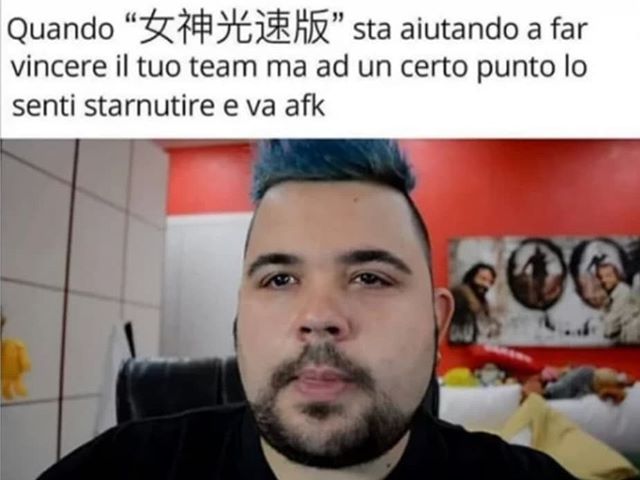 Quando “女神光速版” sta aiutando a far
vincere il tuo team ma ad un certo punto lo
senti starnutire e va afk